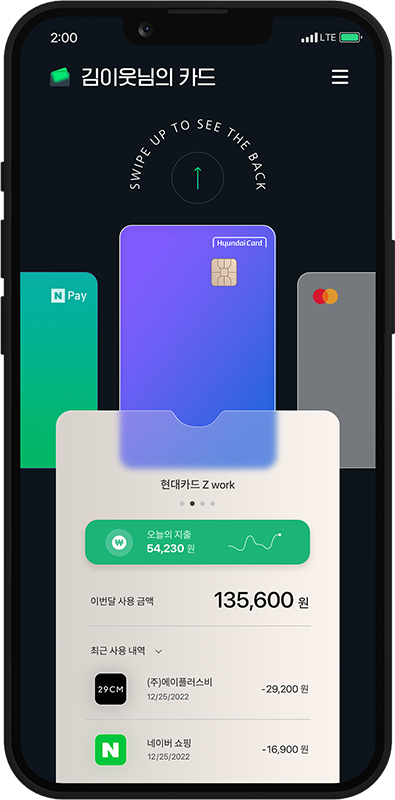 2:00
LTE
김이웃님의 카드
SWIPE UP TO SEE THE BACK
HyundaiCard
N Pay
현대카드 Z work
오늘의 지출
₩
54,230 원
이번달 사용 금액
135,600 원
최근 사용 내역
29CM
(주)에이플러스비
-29,200 원
12/25/2022
N
네이버 쇼핑
-16,900 원
12/25/2022